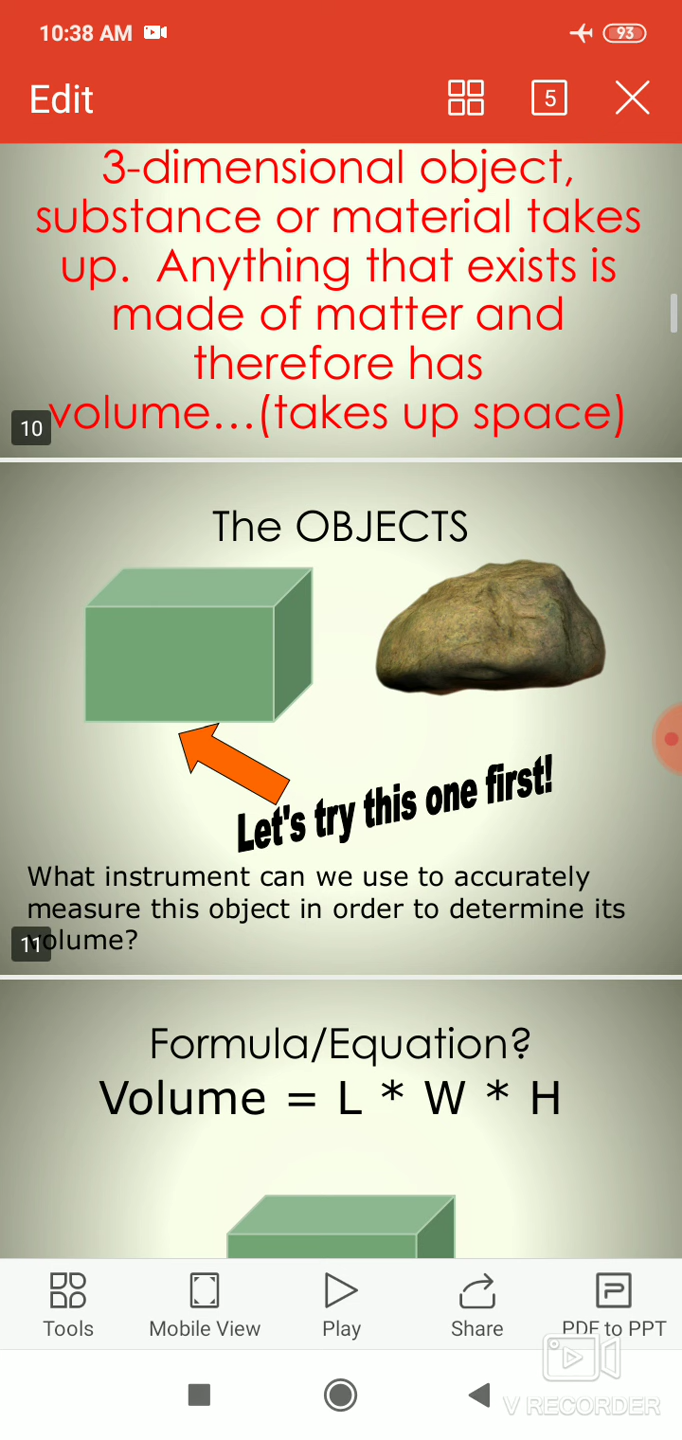 10:38 AM
93
Edit
5
3-dimensional object,
substance or material takes
up.  Anything that exists is
made of matter and
therefore has
volume...(takes up space)
10
The OBJECTS
Let's try this one first!
What instrument can we use to accurately
measure this object in order to determine its
volume?
11
Formula/Equation?
Volume = L * W * H
Tools
Mobile View
Play
Share
PDF to PPT
V RECORDER